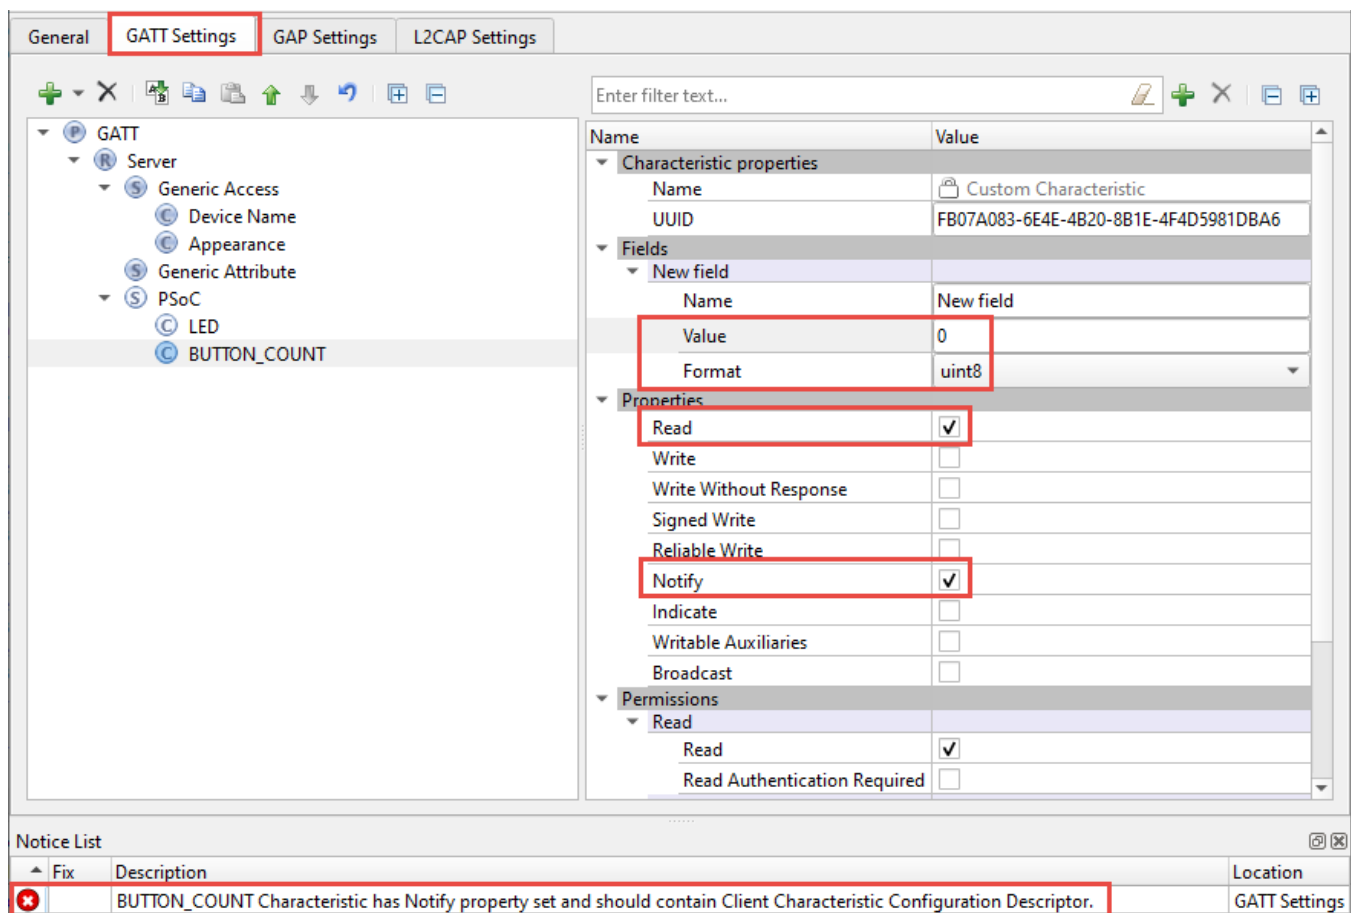 General GATT Settings GAP Settings L2CAP Settings
Enter filter text...
GATT
Server
Generic Access
Device Name
Appearance
Generic Attribute
PSoC
LED
BUTTON_COUNT
Name Value
Characteristic properties
Name Custom Characteristic
UUID FB07A083-6E4E-4B20-8B1E-4F4D5981DBA6
Fields
New field
Name New field
Value 0
Format uint8
Properties
Read
Write
Write Without Response
Signed Write
Reliable Write
Notify
Indicate
Writable Auxiliaries
Broadcast
Permissions
Read
Read
Read Authentication Required
Notice List
Fix Description Location
BUTTON_COUNT Characteristic has Notify property set and should contain Client Characteristic Configuration Descriptor. GATT Settings